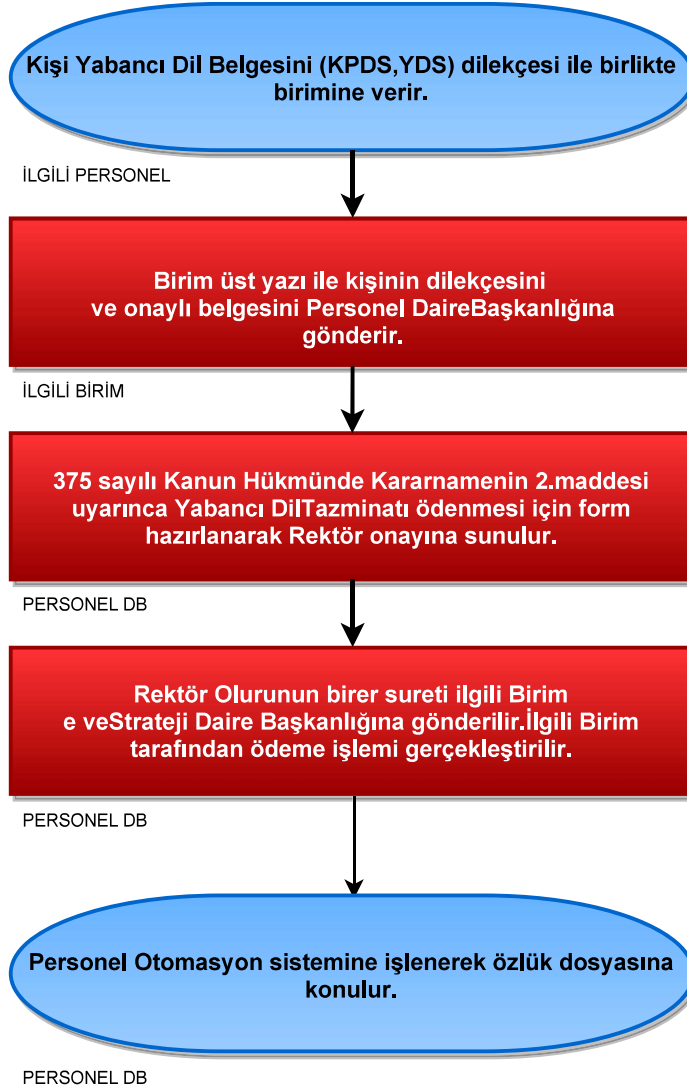 Kişi Yabancı Dil Belgesini (KPDS,YDS) dilekçesi ile birlikte
birimine verir.
İLGİLİ PERSONEL
Birim üst yazı ile kişinin dilekçesini
ve onaylı belgesini Personel DaireBaşkanlığına
gönderir.
İLGİLİ BİRİM
375 sayılı Kanun Hükmünde Kararnamenin 2.maddesi
uyarınca Yabancı DilTazminatı ödenmesi için form
hazırlanarak Rektör onayına sunulur.
PERSONEL DB
Rektör Olurunun birer sureti ilgili Birim
e veStrateji Daire Başkanlığına gönderilir.İlgili Birim
tarafından ödeme işlemi gerçekleştirilir.
PERSONEL DB
Personel Otomasyon sistemine işlenerek özlük dosyasına
konulur.
PERSONEL DB